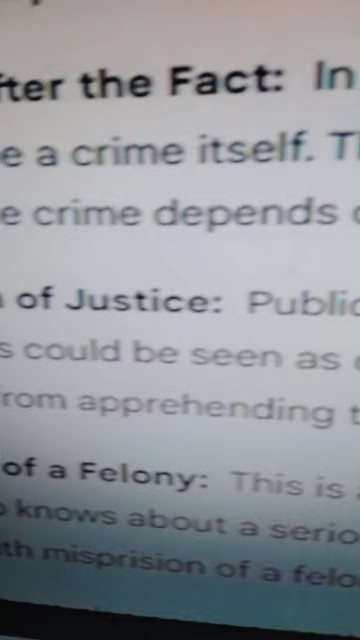 fter the Fact: In
e a crime itself. T
e crime depends
of Justice: Public
s could be seen as
rom apprehending t
of a Felony: This is
knows about a serio
th misprision of a felo